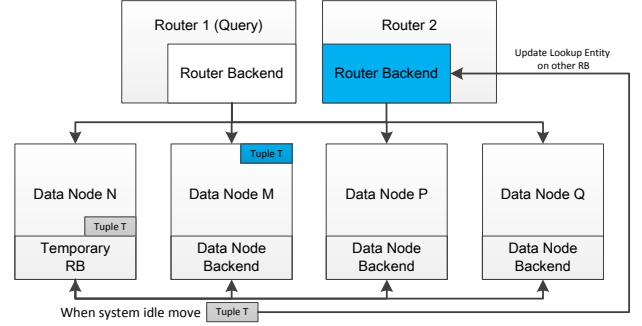 Router 1 (Query)
Router 2
Router Backend
Router Backend
Update Lookup Entity
on other RB
Tuple T
Data Node N
Data Node M
Data Node P
Data Node Q
Tuple T
Temporary
RB
Data Node
Backend
Data Node
Backend
Data Node
Backend
When system idle move
Tuple T